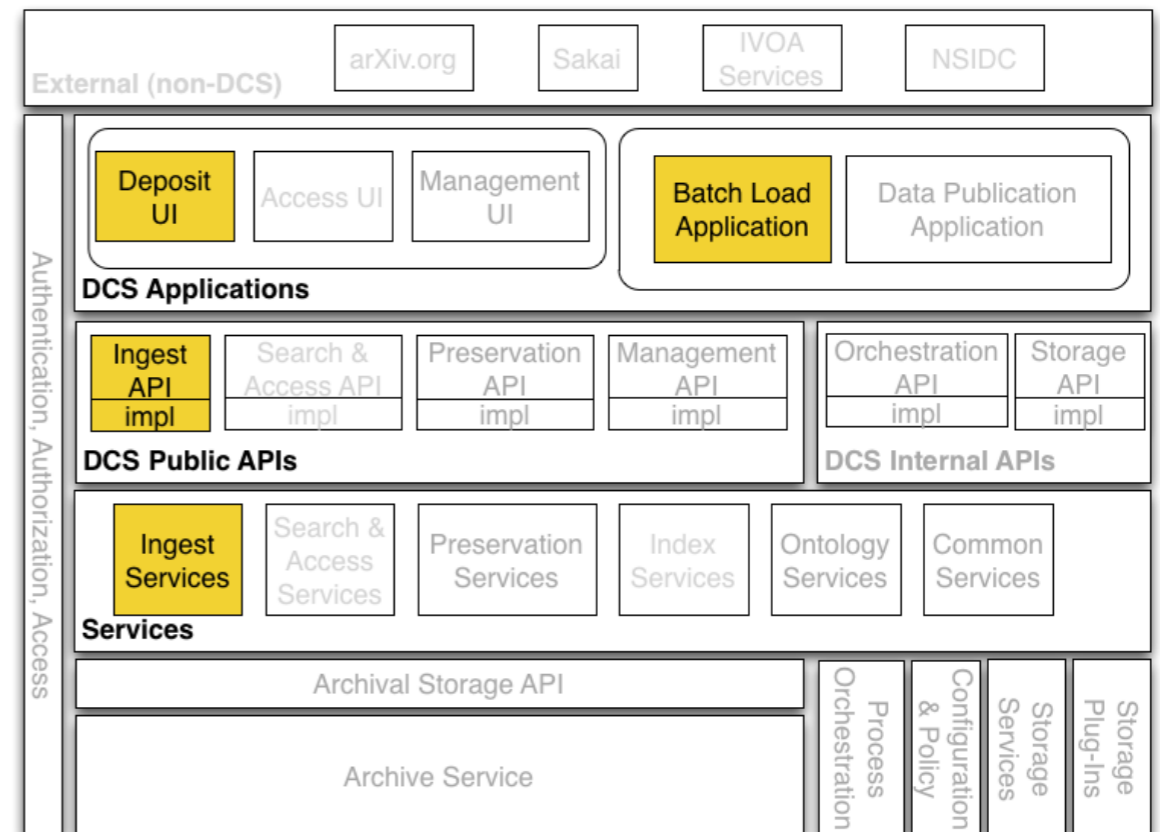 arXiv.org
Sakai
IVOA
Services
NSIDC
External (non-DCS)
Authentication, Authorization, Access
Deposit
UI
Access UI
Management
UI
Batch Load
Application
Data Publication
Application
DCS Applications
Ingest
API
impl
Search &
Access API
impl
Preservation
API
impl
Management
API
impl
DCS Public APIs
Orchestration
API
impl
Storage
API
impl
DCS Internal APIs
Ingest
Services
Search &
Access
Services
Preservation
Services
Index
Services
Ontology
Services
Common
Services
Services
Archival Storage API
Archive Service
Process
Orchestration
Configuration
& Policy
Storage
Services
Storage
Plug-Ins